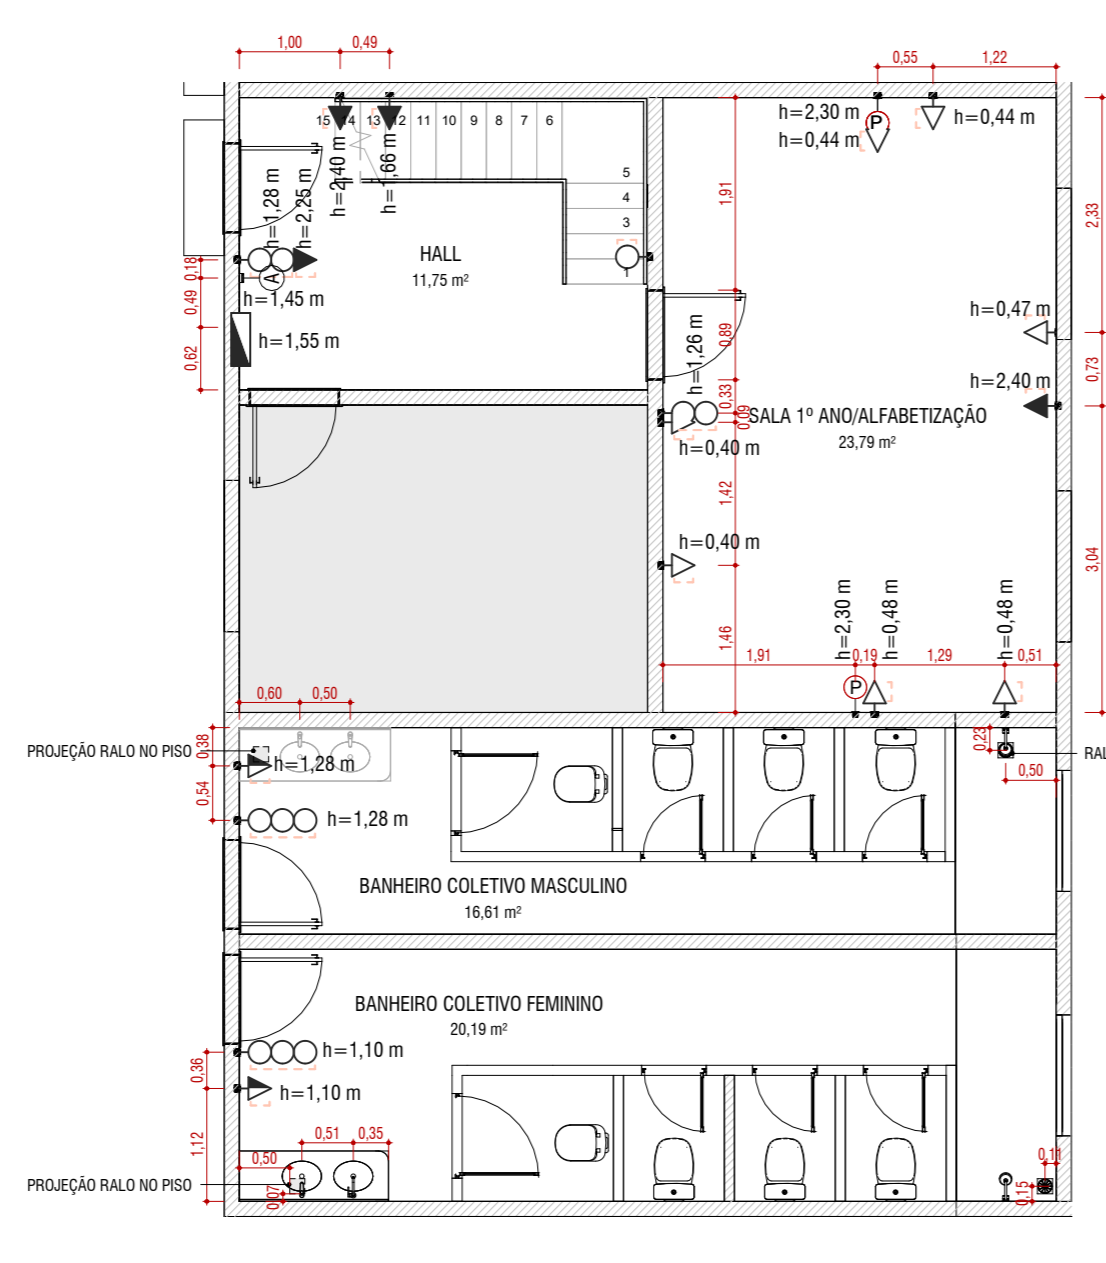 1,00
0,49
0,55
1,22
15 14 13 12 11 10 9 8 7 6
5
4
3
1
h=2,30 m
h=0,44 m
P
h=0,44 m
h=2,40 m
h=1,66 m
h=1,28 m
h=2,25 m
1,91
2,33
HALL
11,75 m²
0,18
A
h=1,45 m
0,49
h=1,55 m
0,62
h=0,47 m
h=1,26 m
0,89
0,73
h=2,40 m
0,33
0,09
SALA 1º ANO/ALFABETIZAÇÃO
23,79 m²
h=0,40 m
1,42
h=0,40 m
3,04
1,46
h=2,30 m
h=0,48 m
h=0,48 m
1,91
0,19
1,29
0,51
P
0,60
0,50
PROJEÇÃO RALO NO PISO
0,38
h=1,28 m
0,54
h=1,28 m
0,23
RAL
0,50
BANHEIRO COLETIVO MASCULINO
16,61 m²
BANHEIRO COLETIVO FEMININO
20,19 m²
h=1,10 m
0,36
h=1,10 m
1,12
0,51
0,35
0,50
PROJEÇÃO RALO NO PISO
0,07
0,11
0,15